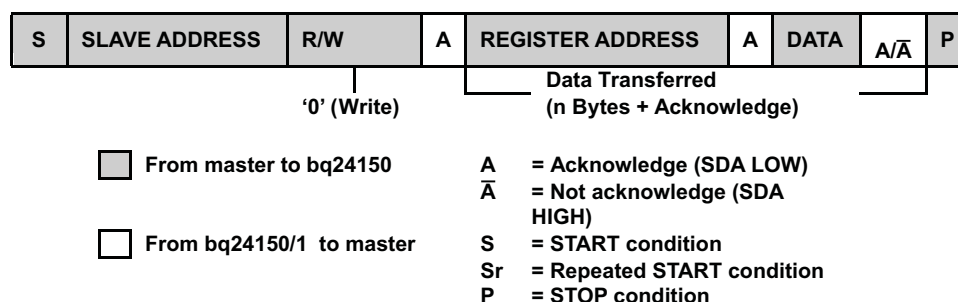 S SLAVE ADDRESS R/W A REGISTER ADDRESS A DATA A/A̅ P
Data Transferred
‘0’ (Write) (n Bytes + Acknowledge)
From master to bq24150
A = Acknowledge (SDA LOW)
A̅ = Not acknowledge (SDA
HIGH)
From bq24150/1 to master
S = START condition
Sr = Repeated START condition
P = STOP condition